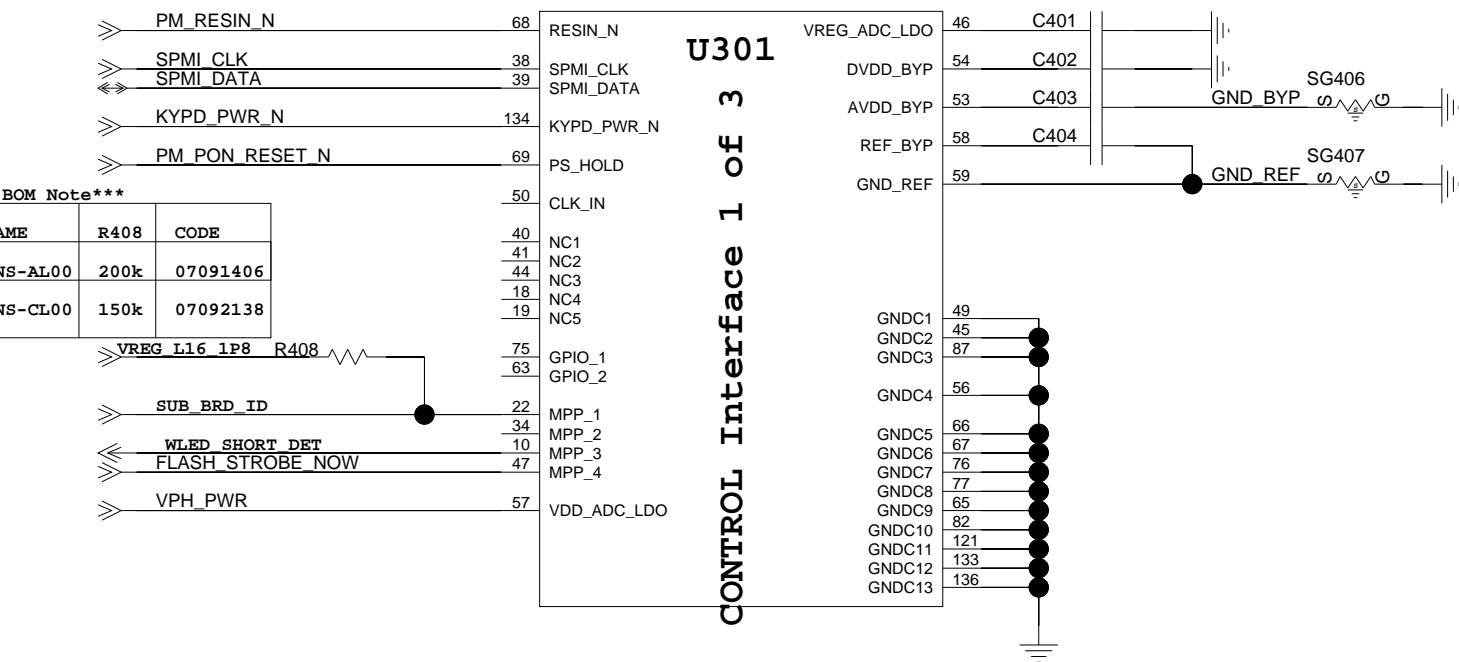 PM_RESIN_N 68 RESIN_N
SPMI_CLK 38 SPMI_CLK
SPMI_DATA 39 SPMI_DATA
KYPD_PWR_N 134 KYPD_PWR_N
PM_PON_RESET_N 69 PS_HOLD
50 CLK_IN
40 NC1
41 NC2
44 NC3
18 NC4
19 NC5
BOM Note***
AME R408 CODE
NS-AL00 200k 07091406
NS-CL00 150k 07092138
VREG_L16_1P8 R408 75 GPIO_1
63 GPIO_2
SUB_BRD_ID 22 MPP_1
34 MPP_2
WLED_SHORT_DET 10 MPP_3
FLASH_STROBE_NOW 47 MPP_4
VPH_PWR 57 VDD_ADC_LDO
U301
CONTROL Interface 1 of 3
VREG_ADC_LDO 46 C401
DVDD_BYP 54 C402
AVDD_BYP 53 C403 GND_BYP S G SG406
REF_BYP 58 C404
GND_REF 59 GND_REF S G SG407
GNDC1 49
GNDC2 45
GNDC3 87
GNDC4 56
GNDC5 66
GNDC6 67
GNDC7 76
GNDC8 77
GNDC9 65
GNDC10 82
GNDC11 121
GNDC12 133
GNDC13 136